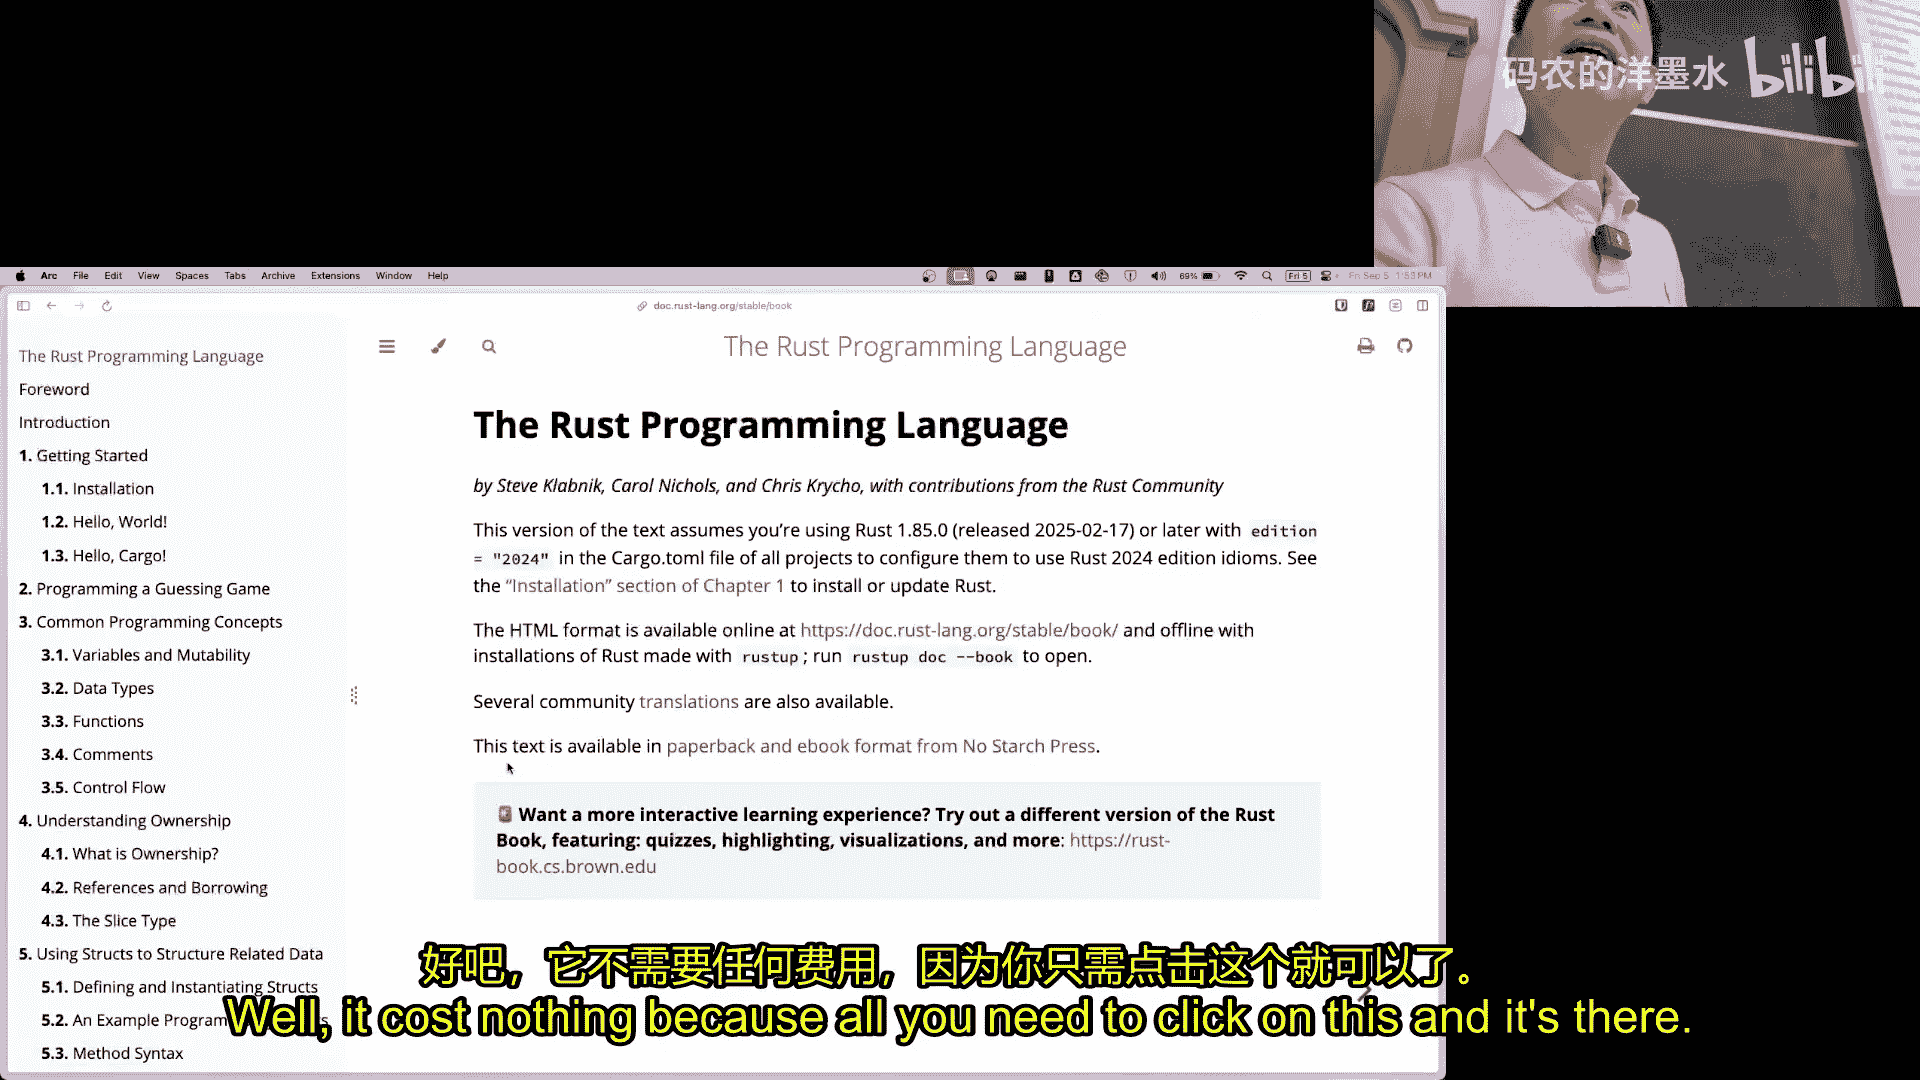 码农的洋墨水 bilibili
Arc File Edit View Spaces Tabs Archive Extensions Window Help 69% Fri 5 Fri Sep 5 1:53 PM
doc.rust-lang.org/stable/book
The Rust Programming Language
Foreword
Introduction
1. Getting Started
1.1. Installation
1.2. Hello, World!
1.3. Hello, Cargo!
2. Programming a Guessing Game
3. Common Programming Concepts
3.1. Variables and Mutability
3.2. Data Types
3.3. Functions
3.4. Comments
3.5. Control Flow
4. Understanding Ownership
4.1. What is Ownership?
4.2. References and Borrowing
4.3. The Slice Type
5. Using Structs to Structure Related Data
5.1. Defining and Instantiating Structs
5.2. An Example Program
5.3. Method Syntax
The Rust Programming Language
The Rust Programming Language
by Steve Klabnik, Carol Nichols, and Chris Krycho, with contributions from the Rust Community
This version of the text assumes you’re using Rust 1.85.0 (released 2025-02-17) or later with edition
= "2024" in the Cargo.toml file of all projects to configure them to use Rust 2024 edition idioms. See
the “Installation” section of Chapter 1 to install or update Rust.
The HTML format is available online at https://doc.rust-lang.org/stable/book/ and offline with
installations of Rust made with rustup; run rustup doc --book to open.
Several community translations are also available.
This text is available in paperback and ebook format from No Starch Press.
Want a more interactive learning experience? Try out a different version of the Rust
Book, featuring: quizzes, highlighting, visualizations, and more: https://rust-
book.cs.brown.edu
好吧，它不需要任何费用，因为你只需点击这个就可以了。
Well, it cost nothing because all you need to click on this and it's there.